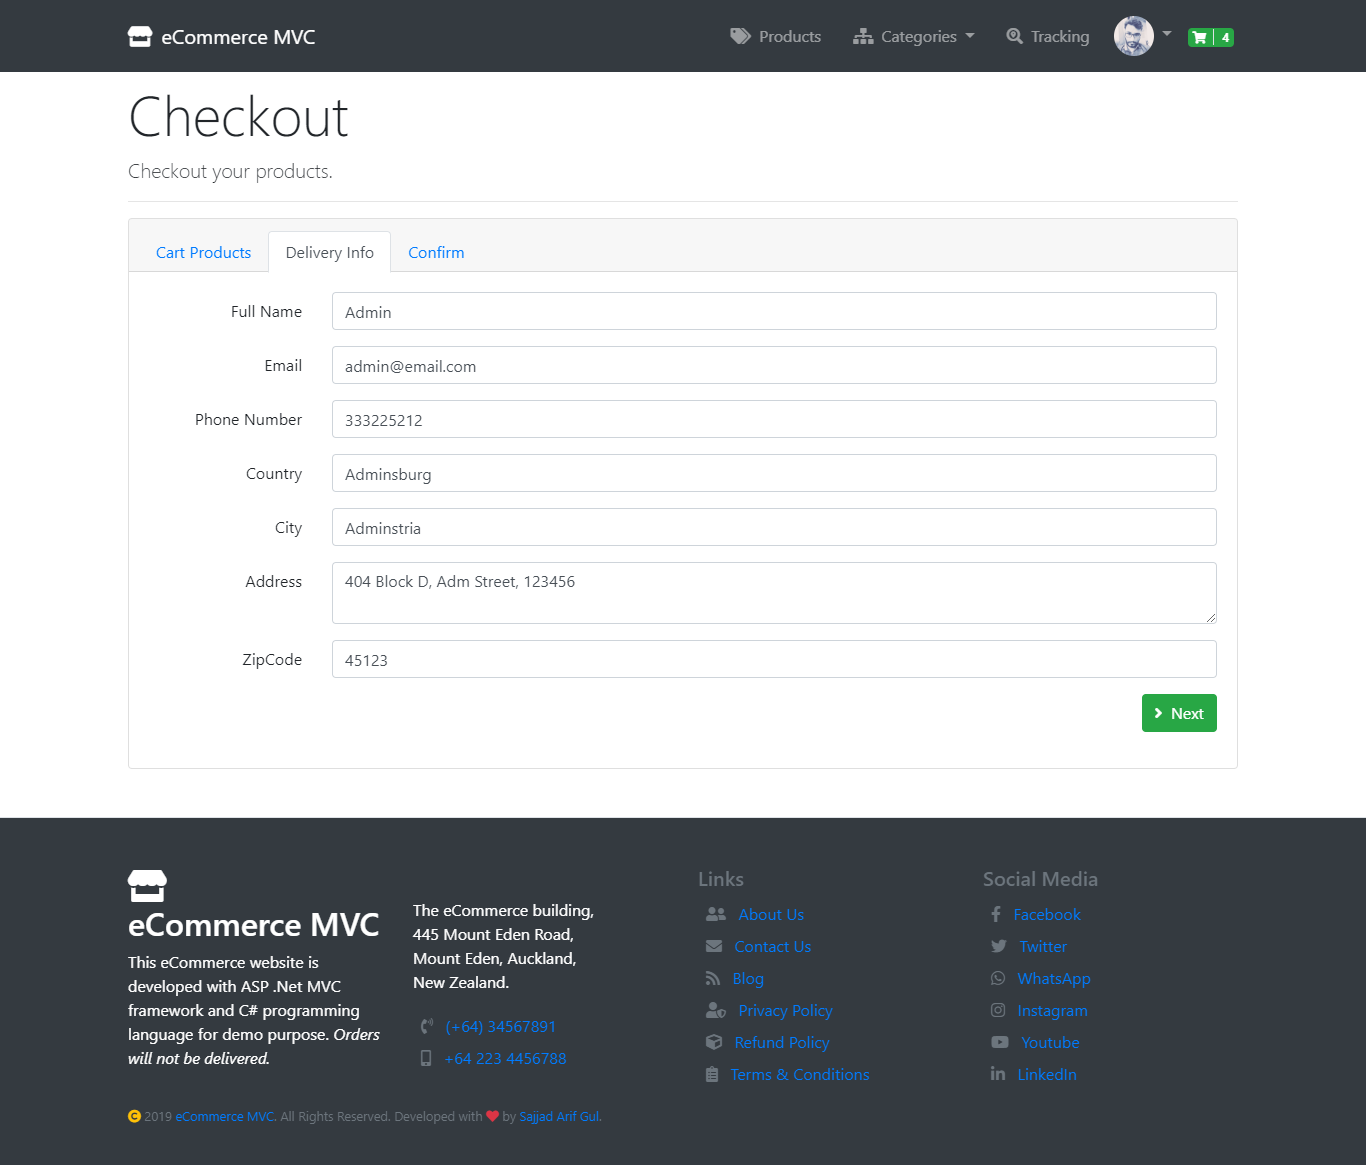 eCommerce MVC
Products
Categories
Tracking
4
Checkout
Checkout your products.
Cart Products
Delivery Info
Confirm
Full Name
Admin
Email
admin@email.com
Phone Number
333225212
Country
Adminsburg
City
Adminstria
Address
404 Block D, Adm Street, 123456
ZipCode
45123
Next
eCommerce MVC
This eCommerce website is
developed with ASP .Net MVC
framework and C# programming
language for demo purpose. Orders
will not be delivered.
The eCommerce building,
445 Mount Eden Road,
Mount Eden, Auckland,
New Zealand.
(+64) 34567891
+64 223 4456788
Links
About Us
Contact Us
Blog
Privacy Policy
Refund Policy
Terms & Conditions
Social Media
Facebook
Twitter
WhatsApp
Instagram
Youtube
LinkedIn
2019 eCommerce MVC. All Rights Reserved. Developed with ❤ by Sajjad Arif Gul.